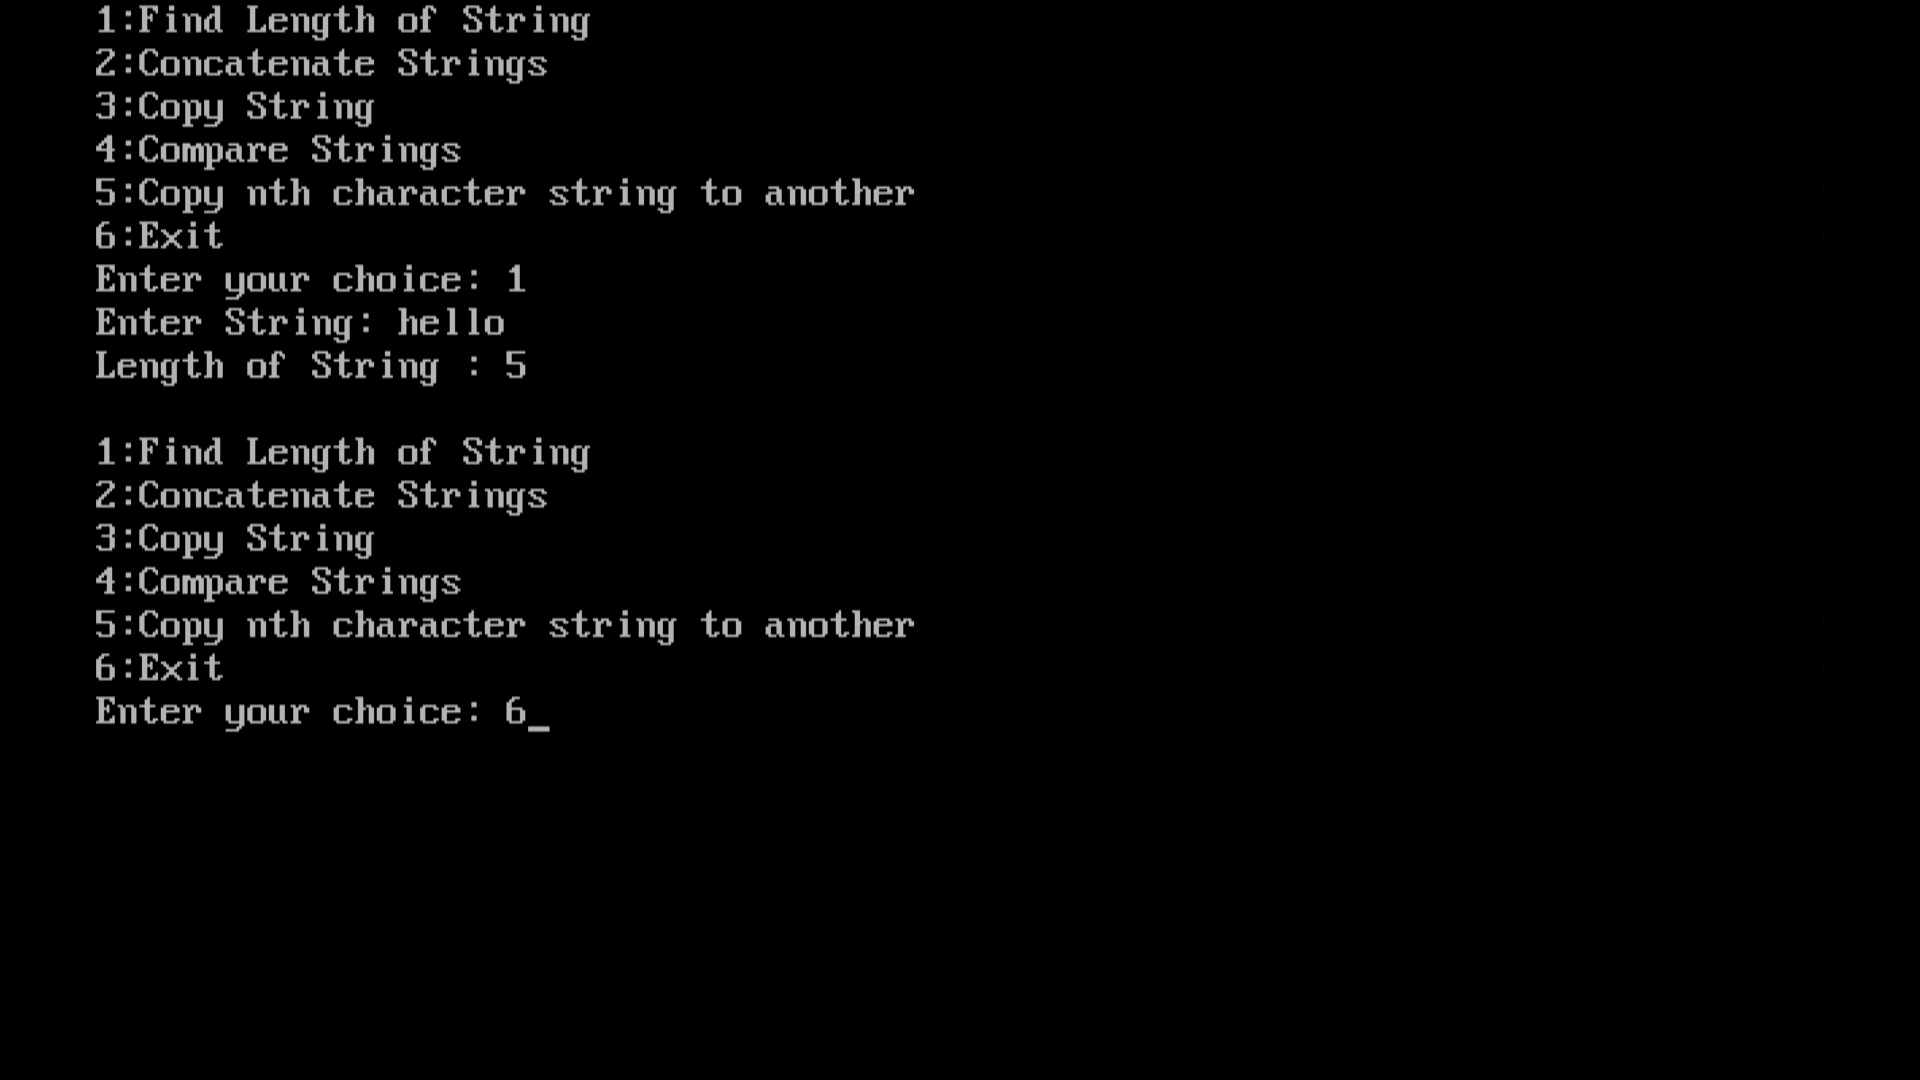 1:Find Length of String
2:Concatenate Strings
3:Copy String
4:Compare Strings
5:Copy nth character string to another
6:Exit
Enter your choice: 1
Enter String: hello
Length of String : 5

1:Find Length of String
2:Concatenate Strings
3:Copy String
4:Compare Strings
5:Copy nth character string to another
6:Exit
Enter your choice: 6_